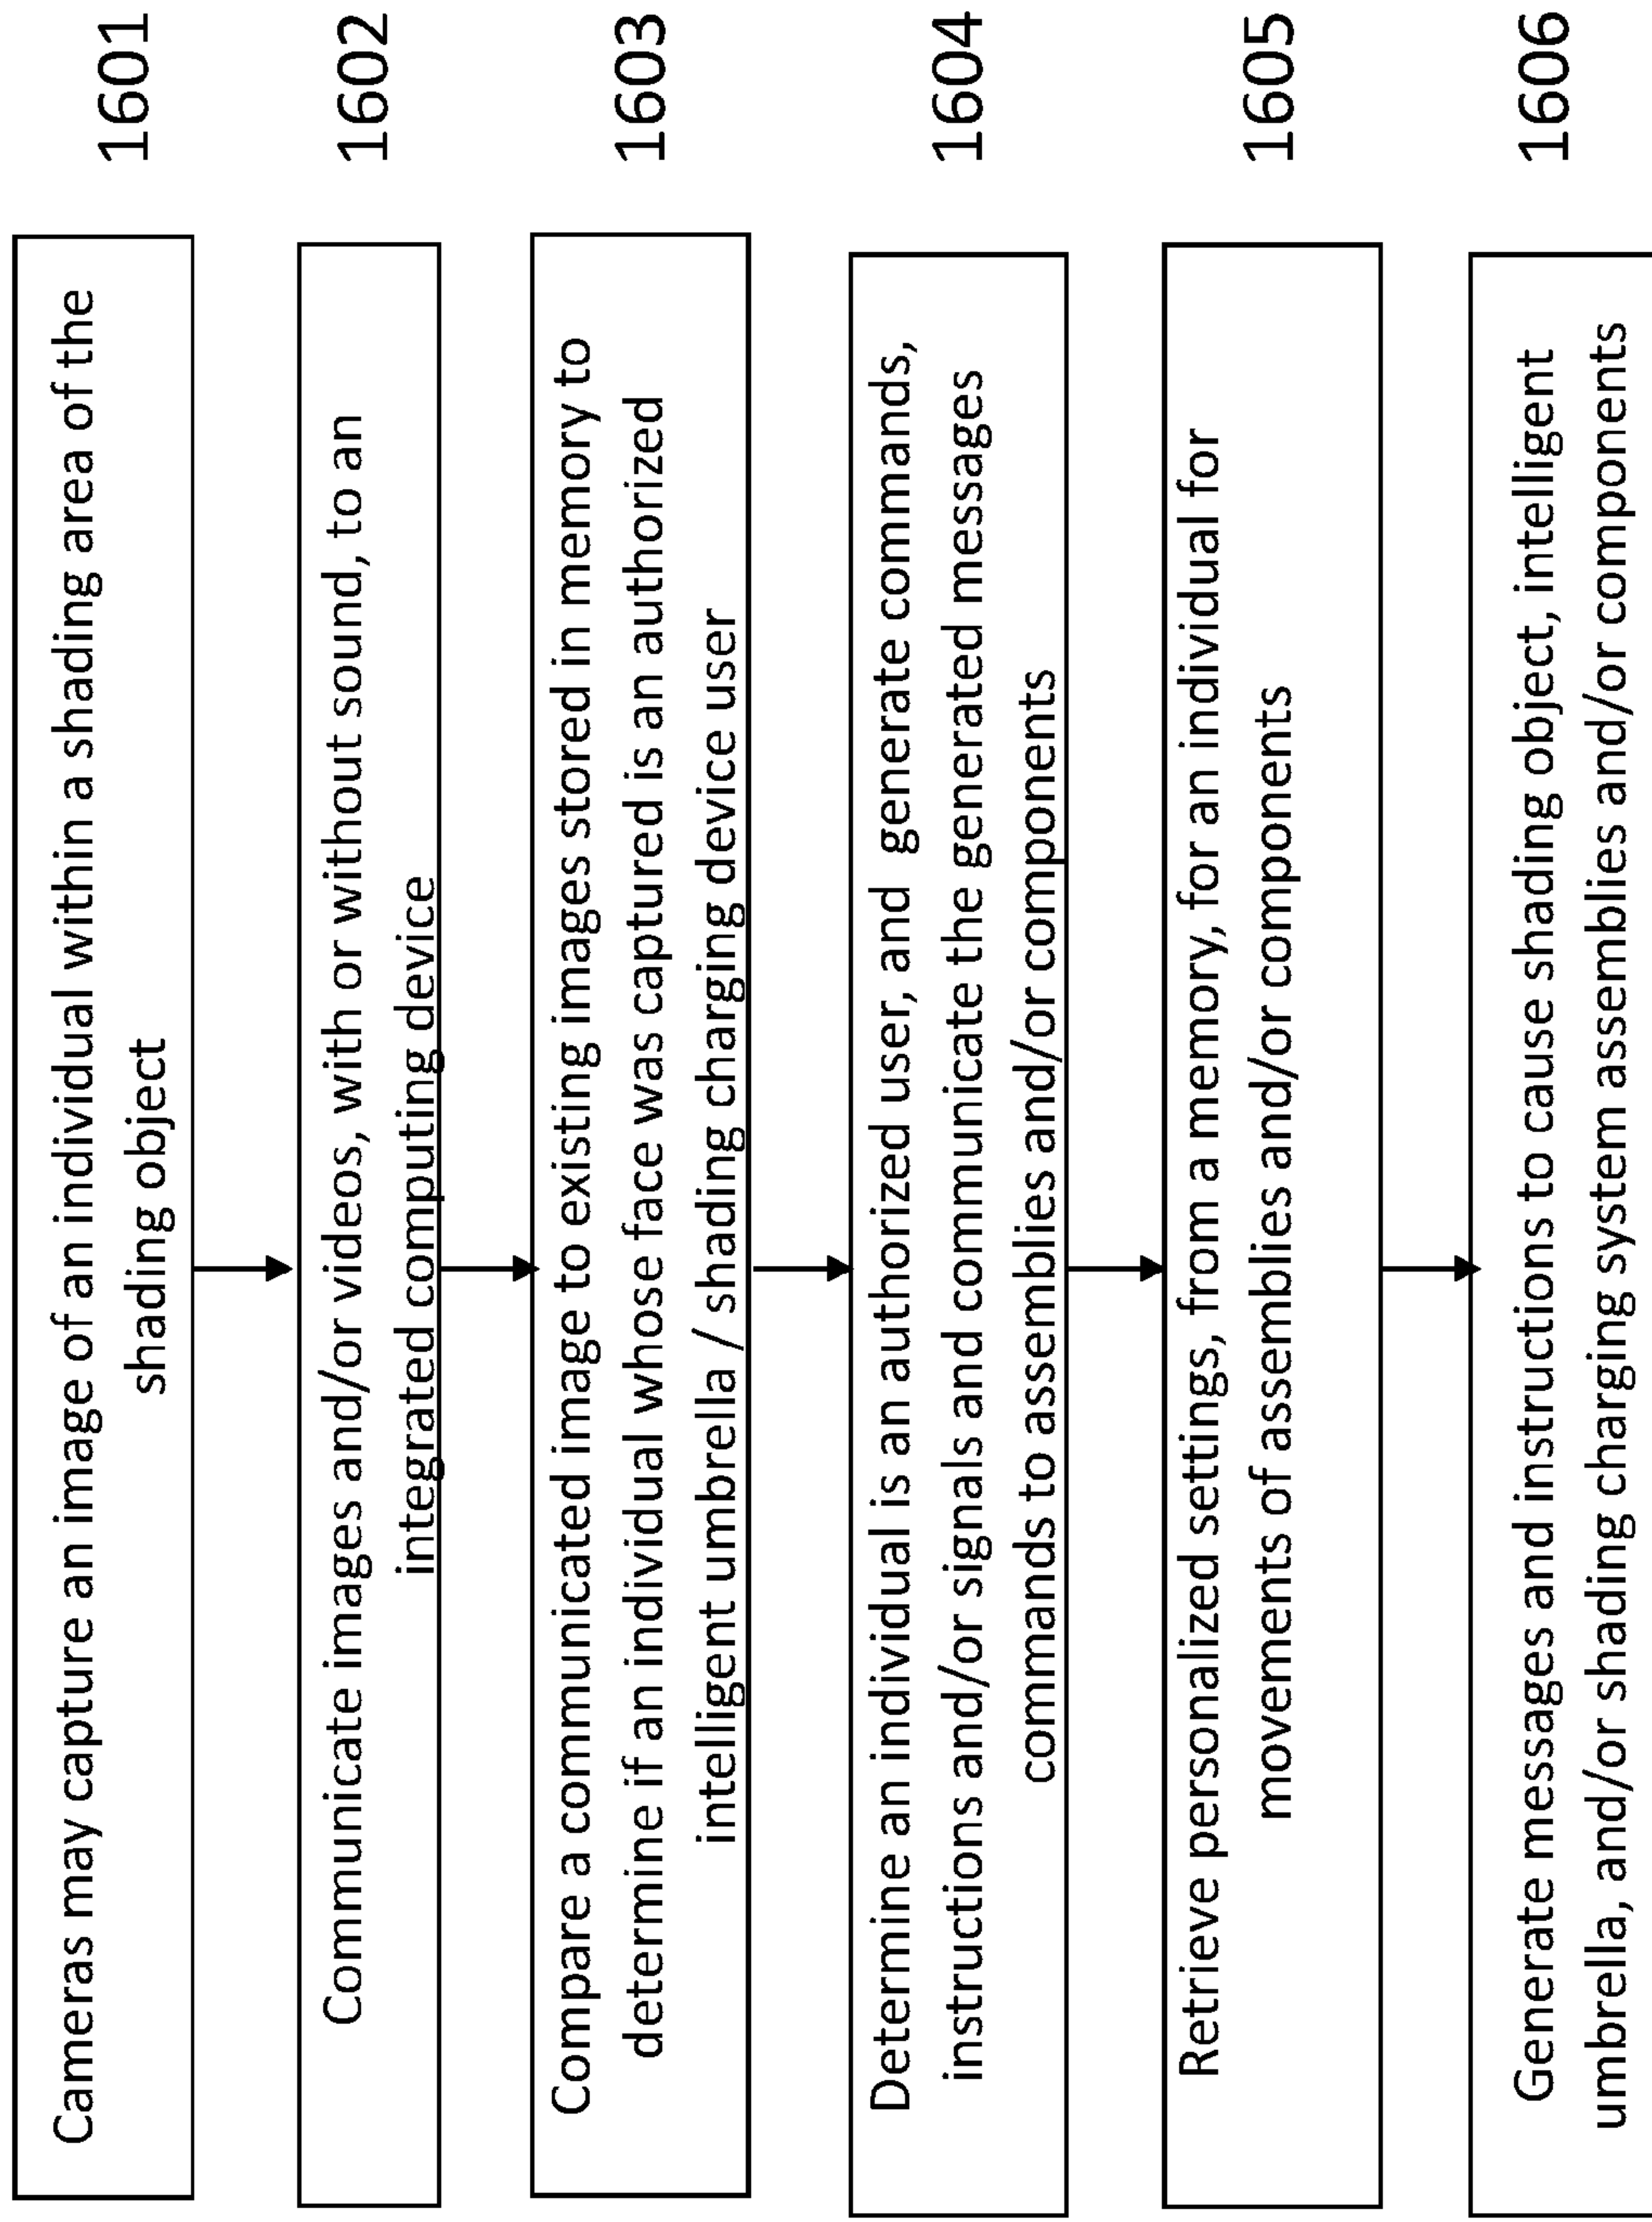 Cameras may capture an image of an individual within a shading area of the
shading object
1601
Communicate images and/or videos, with or without sound, to an
integrated computing device
1602
Compare a communicated image to existing images stored in memory to
determine if an individual whose face was captured is an authorized
intelligent umbrella / shading charging device user
1603
Determine an individual is an authorized user, and generate commands,
instructions and/or signals and communicate the generated messages
commands to assemblies and/or components
1604
Retrieve personalized settings, from a memory, for an individual for
movements of assemblies and/or components
1605
Generate messages and instructions to cause shading object, intelligent
umbrella, and/or shading charging system assemblies and/or components
1606